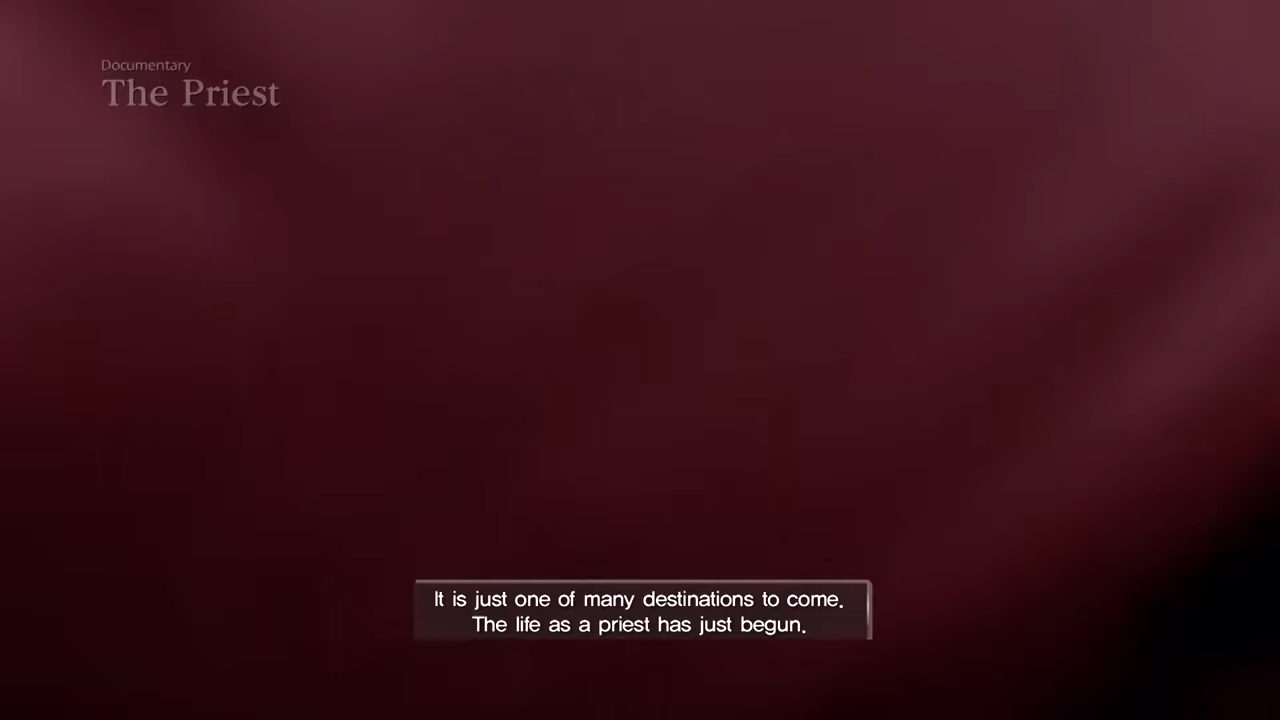 Documentary
The Priest
It is just one of many destinations to come.
The life as a priest has just begun.